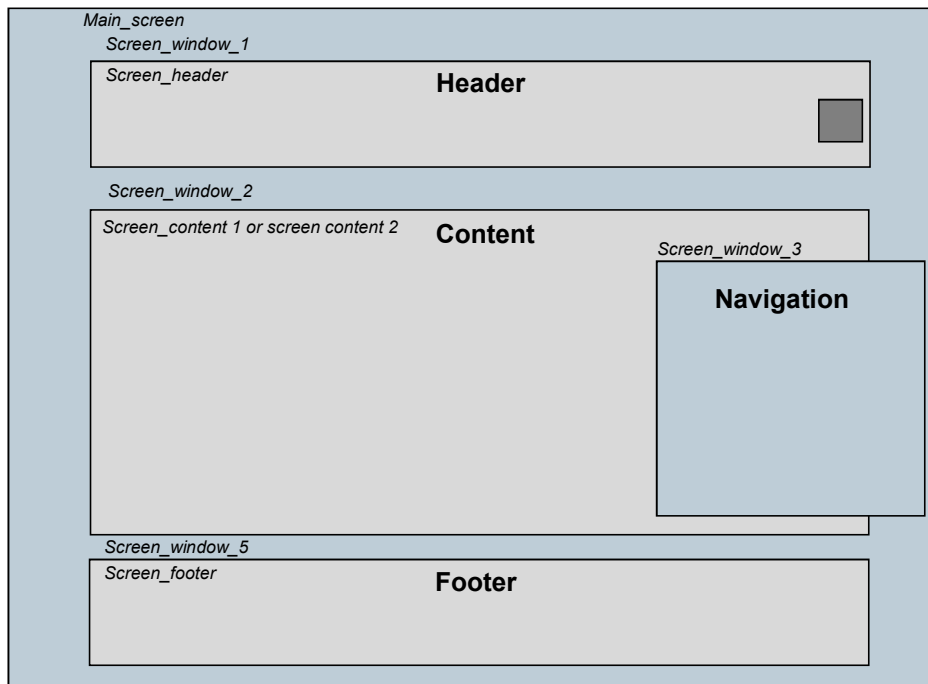 Main_screen
Screen_window_1
Screen_header
Header
Screen_window_2
Screen_content 1 or screen content 2
Content
Screen_window_3
Navigation
Screen_window_5
Screen_footer
Footer